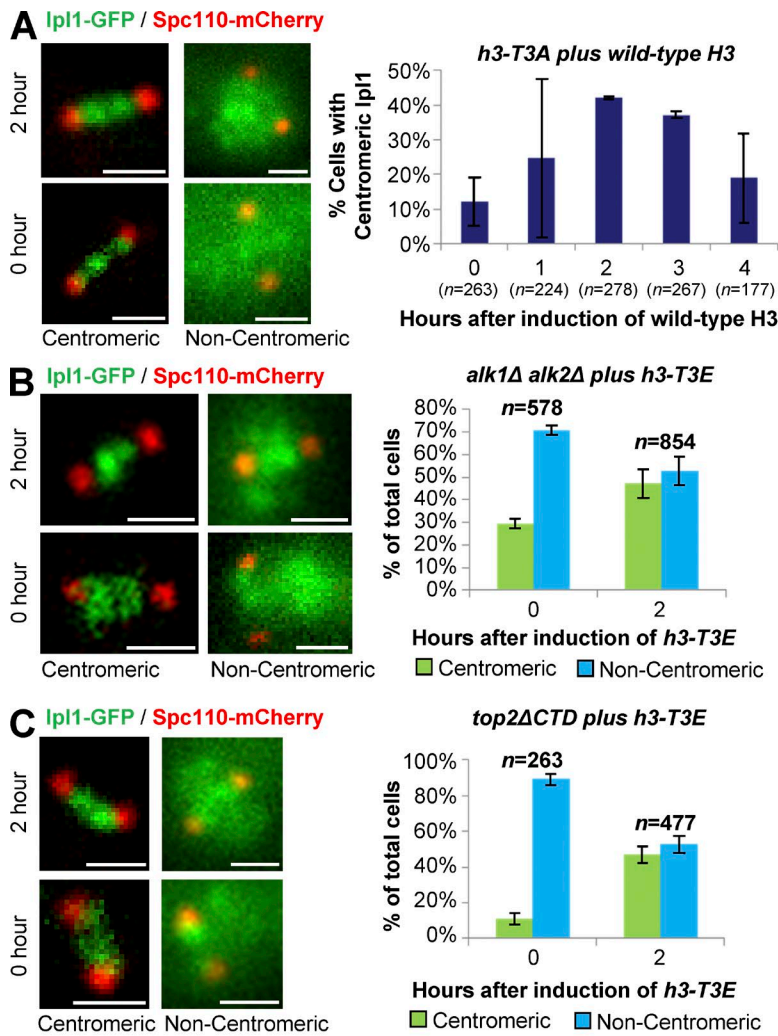 A Ipl1-GFP / Spc110-mCherry
2 hour
0 hour
Centromeric Non-Centromeric
h3-T3A plus wild-type H3
% Cells with
Centromeric Ipl1
50%
40%
30%
20%
10%
0%
0 1 2 3 4
(n=263) (n=224) (n=278) (n=267) (n=177)
Hours after induction of wild-type H3
B Ipl1-GFP / Spc110-mCherry
2 hour
0 hour
Centromeric Non-Centromeric
alk1Δ alk2Δ plus h3-T3E
% of total cells
80%
70%
60%
50%
40%
30%
20%
10%
0%
n=578
n=854
0 2
Hours after induction of h3-T3E
Centromeric Non-Centromeric
C Ipl1-GFP / Spc110-mCherry
2 hour
0 hour
Centromeric Non-Centromeric
top2ΔCTD plus h3-T3E
% of total cells
100%
80%
60%
40%
20%
0%
n=263
n=477
0 2
Hours after induction of h3-T3E
Centromeric Non-Centromeric